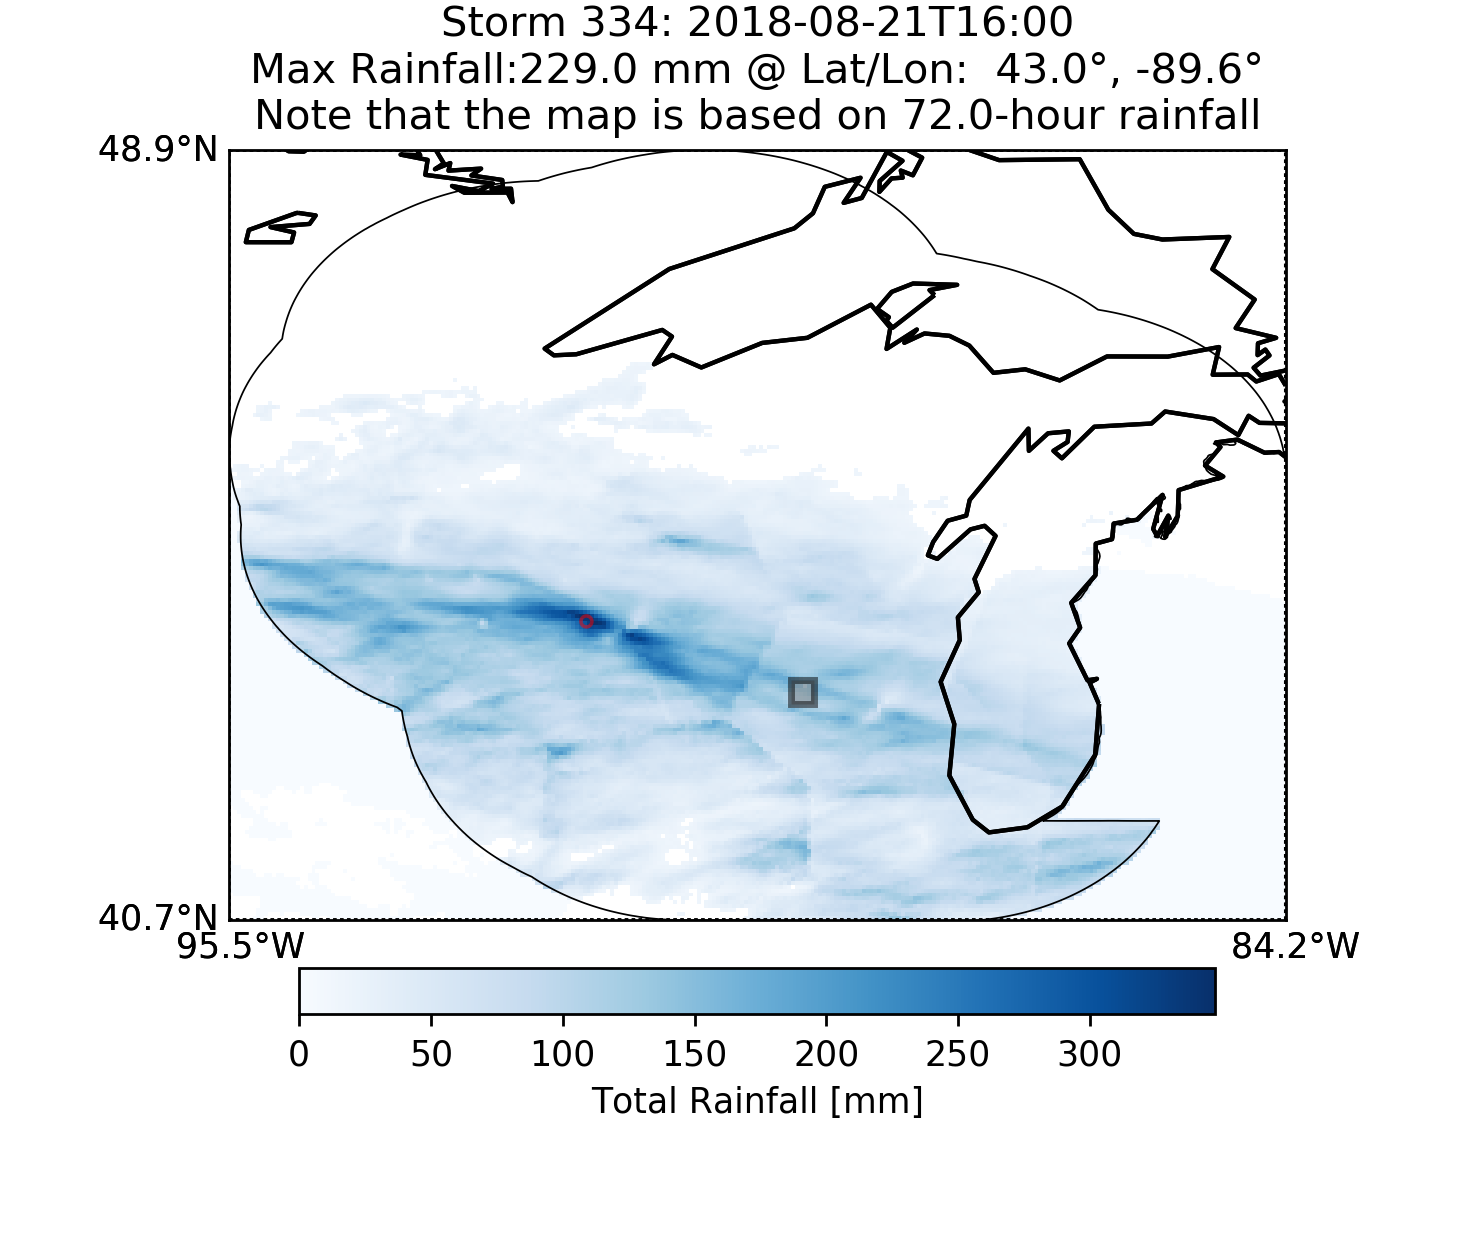 Storm 334: 2018-08-21T16:00
Max Rainfall:229.0 mm @ Lat/Lon:  43.0°, -89.6°
Note that the map is based on 72.0-hour rainfall
48.9°N
40.7°N
95.5°W 84.2°W
0 50 100 150 200 250 300
Total Rainfall [mm]